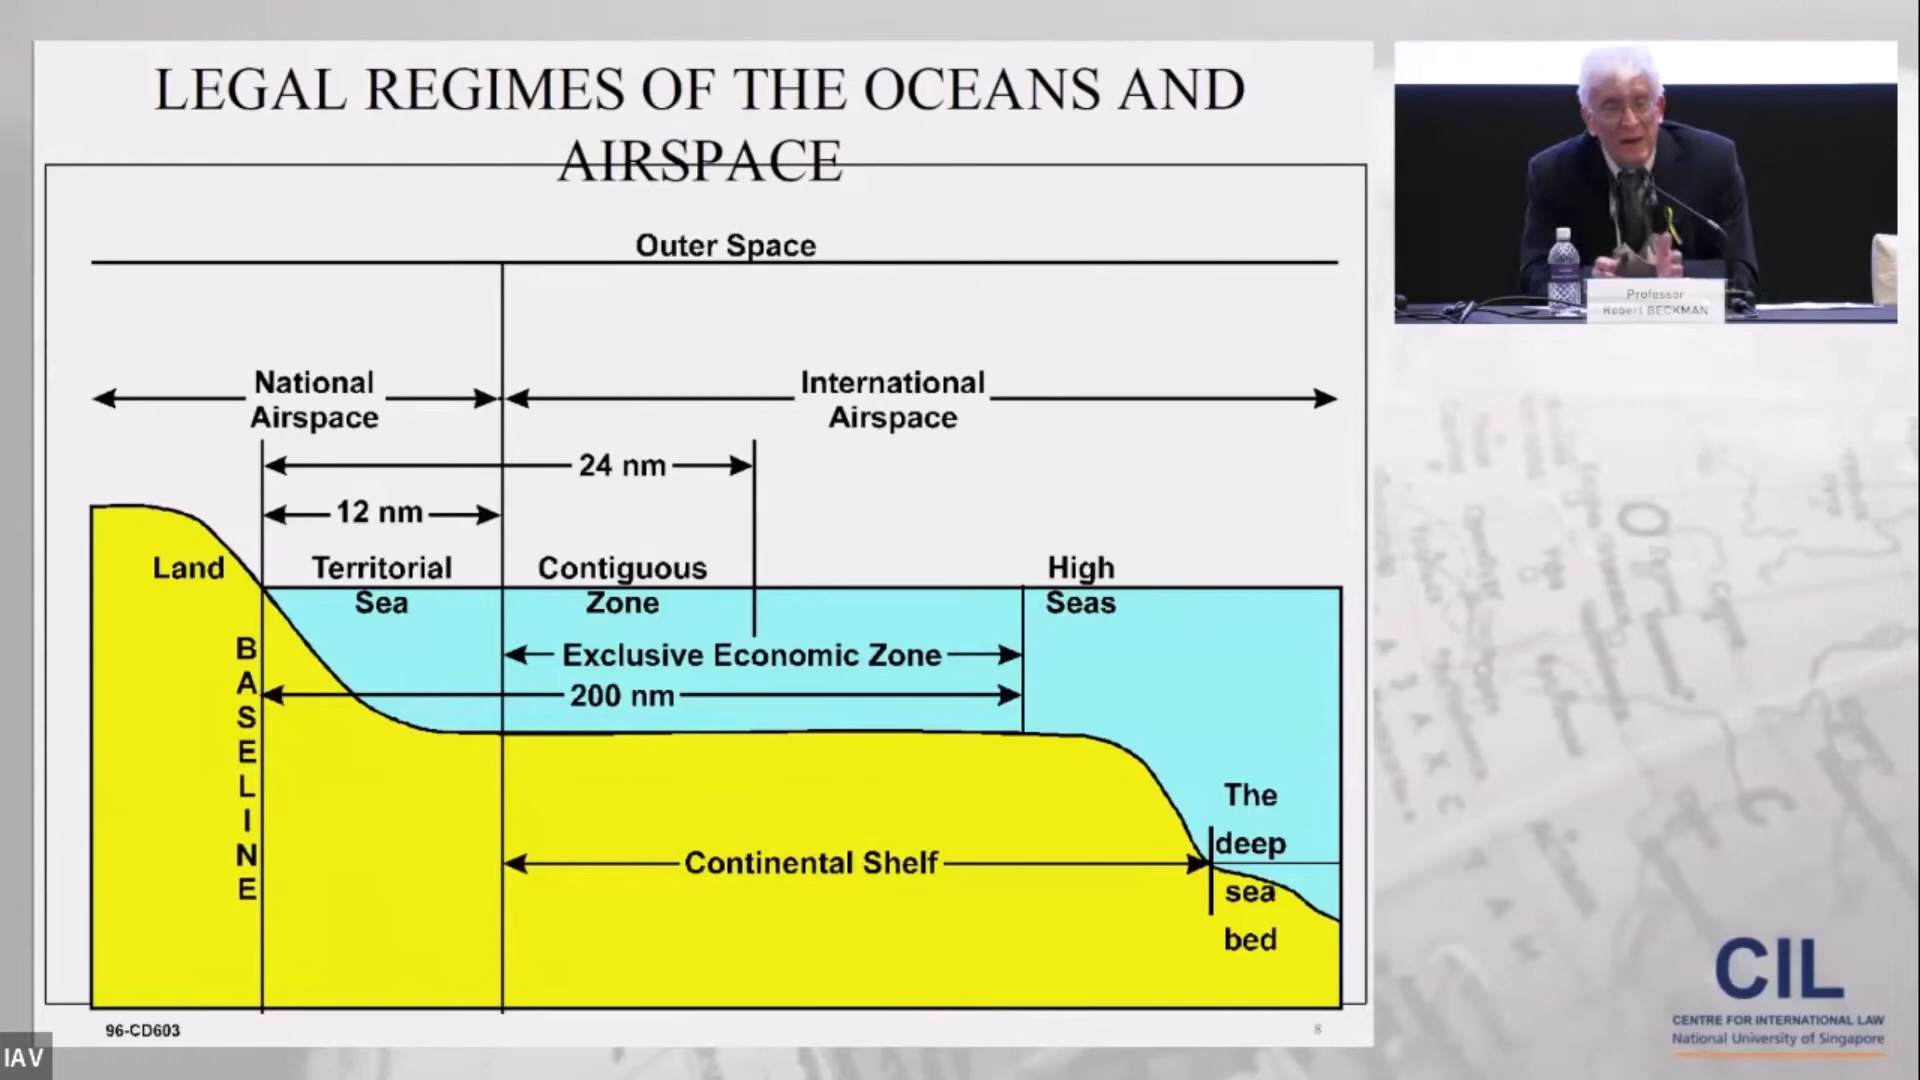 LEGAL REGIMES OF THE OCEANS AND
AIRSPACE
Outer Space
National
Airspace
International
Airspace
24 nm
12 nm
Land
Territorial
Sea
Contiguous
Zone
High
Seas
Exclusive Economic Zone
200 nm
BASELINE
Continental Shelf
The
deep
sea
bed
96-CD603
8
IAV
Professor
Robert BECKMAN
CIL
CENTRE FOR INTERNATIONAL LAW
National University of Singapore